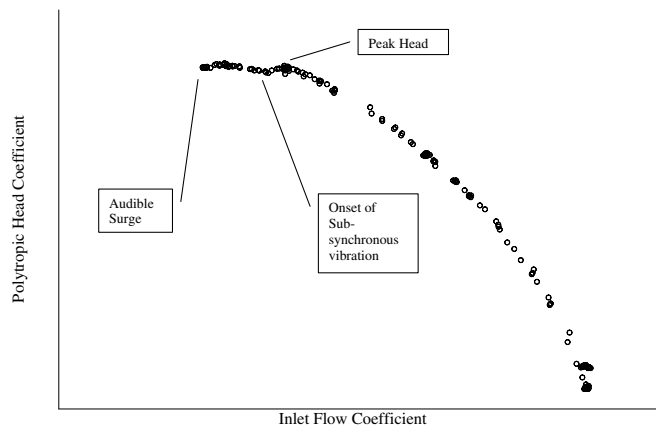 Peak Head
Polytropic Head Coefficient
Audible
Surge
Onset of
Sub-
synchronous
vibration
Inlet Flow Coefficient